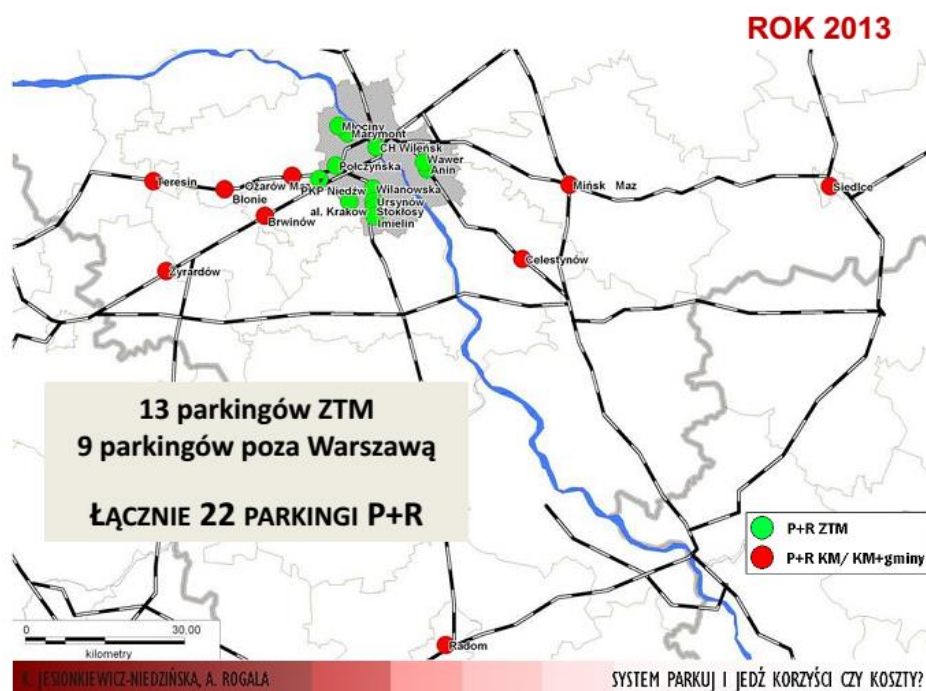 ROK 2013
Młociny
Marymont
CH Wileńsk
Wawer
Anin
Połczyńska
Ożarów Maz
PKP Niedźw
Teresin
Błonie
Wilanowska
Ursynów
al. Kraków
Stokłosy
Imielin
Brwinów
Mińsk Maz
Siedlce
Celestynów
Żyrardów
13 parkingów ZTM
9 parkingów poza Warszawą
ŁĄCZNIE 22 PARKINGI P+R
P+R ZTM
P+R KM/ KM+gminy
0 30,00
kilometry
Radom
K. JESIONKIEWICZ-NIEDZIŃSKA, A. ROGALA
SYSTEM PARKUJ I JEDŹ KORZYŚCI CZY KOSZTY?